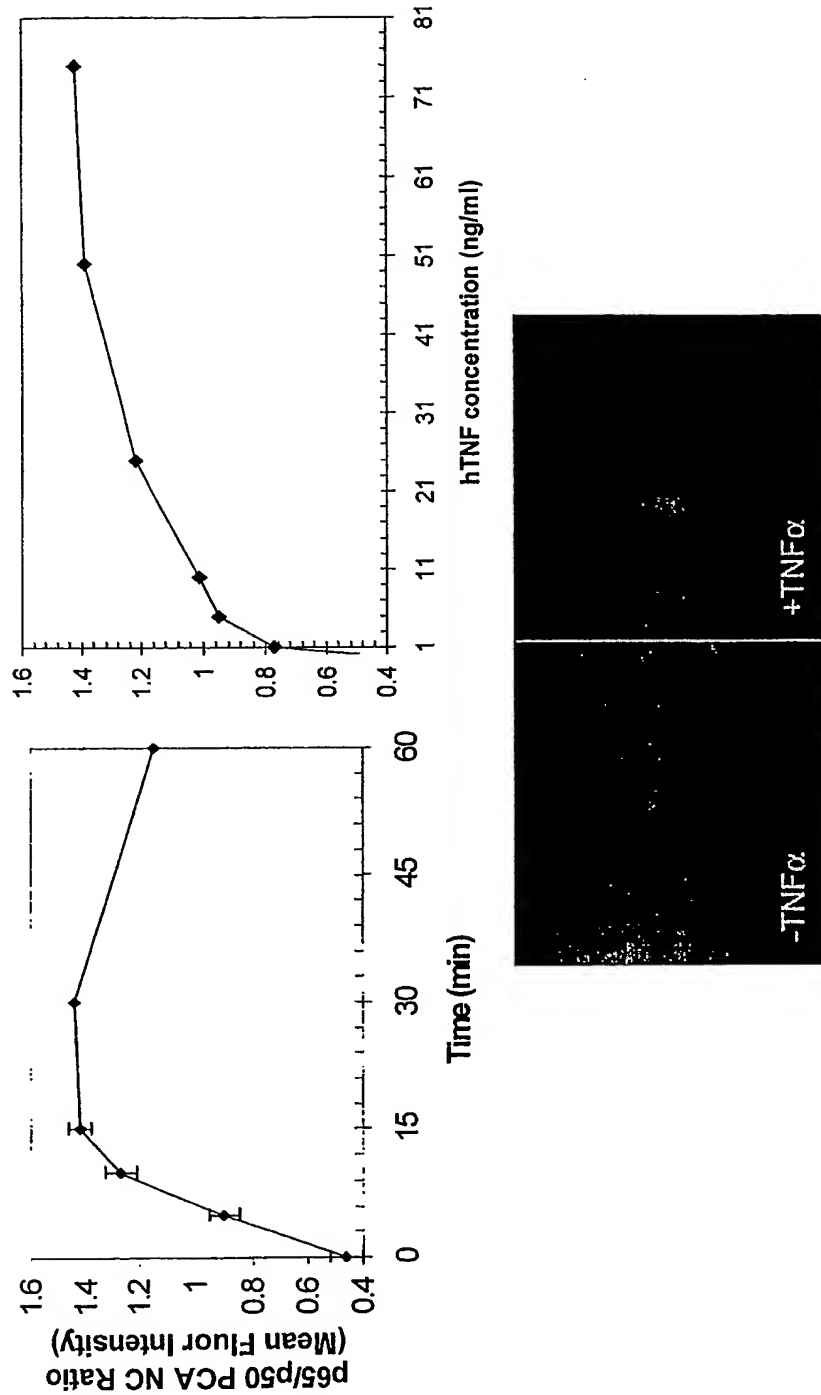 p65/p50 PCA NC Ratio
(Mean Fluor Intensity)
1.6
1.4
1.2
1
0.8
0.6
0.4
0 15 30 45 60
Time (min)
1.6
1.4
1.2
1
0.8
0.6
0.4
1 11 21 31 41 51 61 71 81
hTNF concentration (ng/ml)
-TNFα
+TNFα